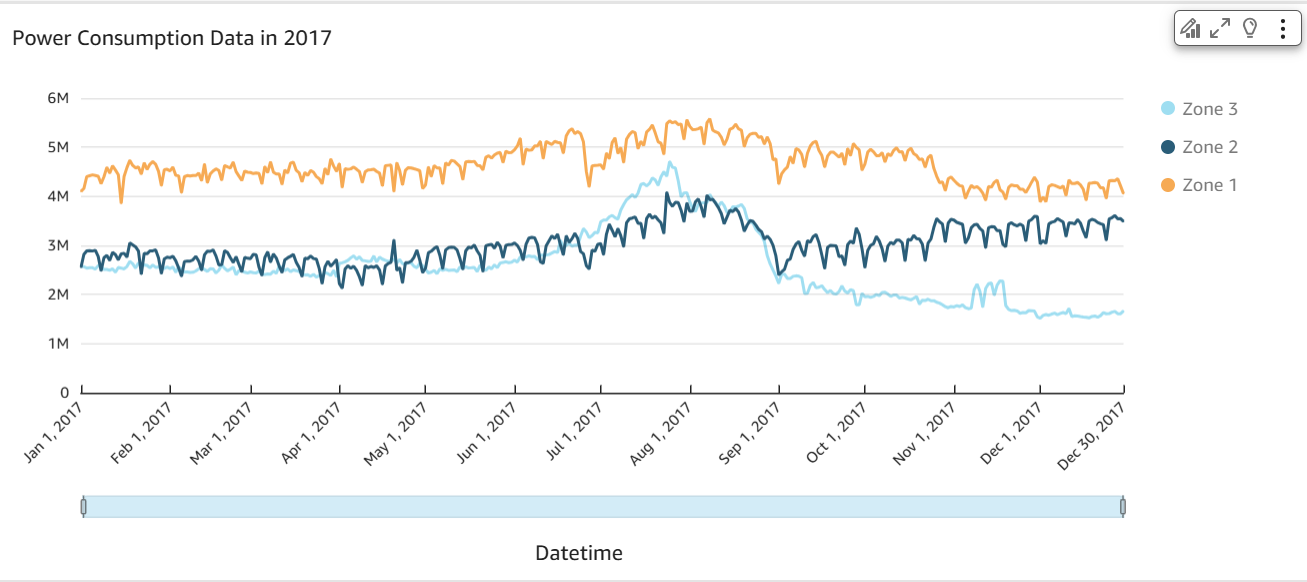 Power Consumption Data in 2017
6M
5M
4M
3M
2M
1M
0
Jan 1, 2017
Feb 1, 2017
Mar 1, 2017
Apr 1, 2017
May 1, 2017
Jun 1, 2017
Jul 1, 2017
Aug 1, 2017
Sep 1, 2017
Oct 1, 2017
Nov 1, 2017
Dec 1, 2017
Dec 30, 2017
Datetime
Zone 3
Zone 2
Zone 1